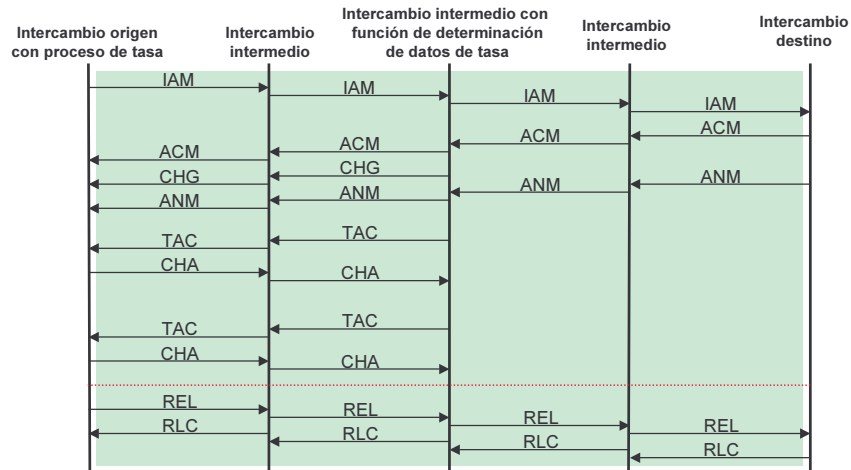 Intercambio origen
con proceso de tasa
Intercambio
intermedio
Intercambio intermedio con
función de determinación
de datos de tasa
Intercambio
intermedio
Intercambio
destino
IAM
IAM
IAM
IAM
ACM
ACM
ACM
ACM
CHG
CHG
ANM
ANM
ANM
ANM
TAC
TAC
CHA
CHA
TAC
TAC
CHA
CHA
REL
REL
REL
REL
RLC
RLC
RLC
RLC